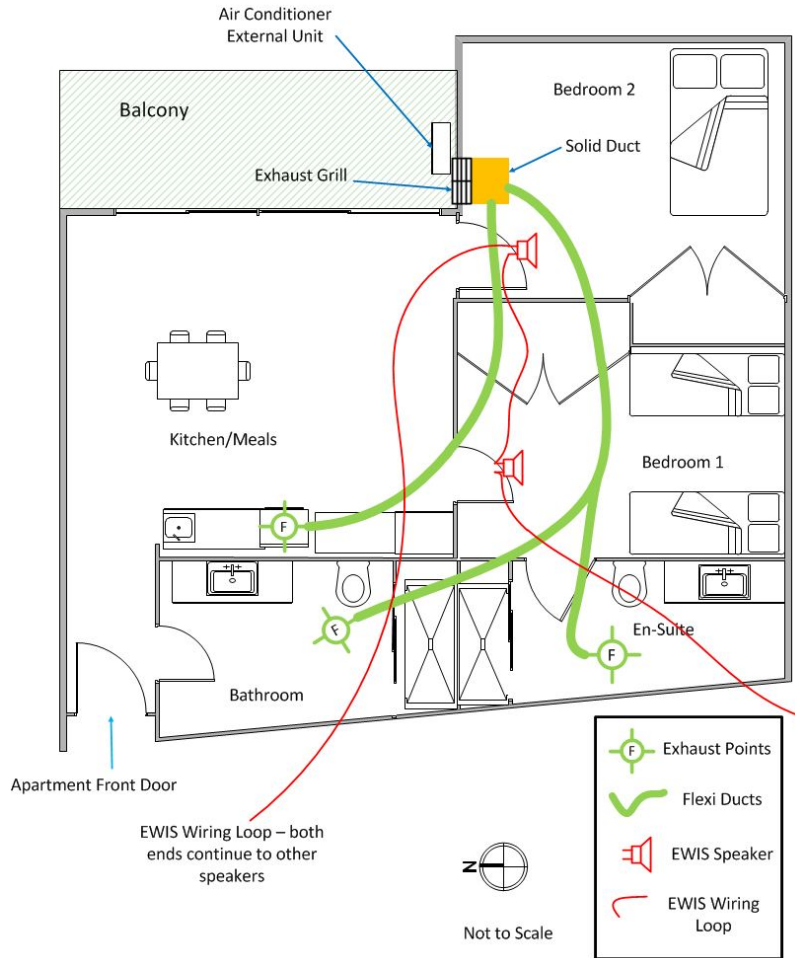 Air Conditioner
External Unit
Balcony
Bedroom 2
Solid Duct
Exhaust Grill
Kitchen/Meals
Bedroom 1
F
F
F
En-Suite
Bathroom
Apartment Front Door
EWIS Wiring Loop – both
ends continue to other
speakers
N
Not to Scale
F
Exhaust Points
Flexi Ducts
EWIS Speaker
EWIS Wiring
Loop